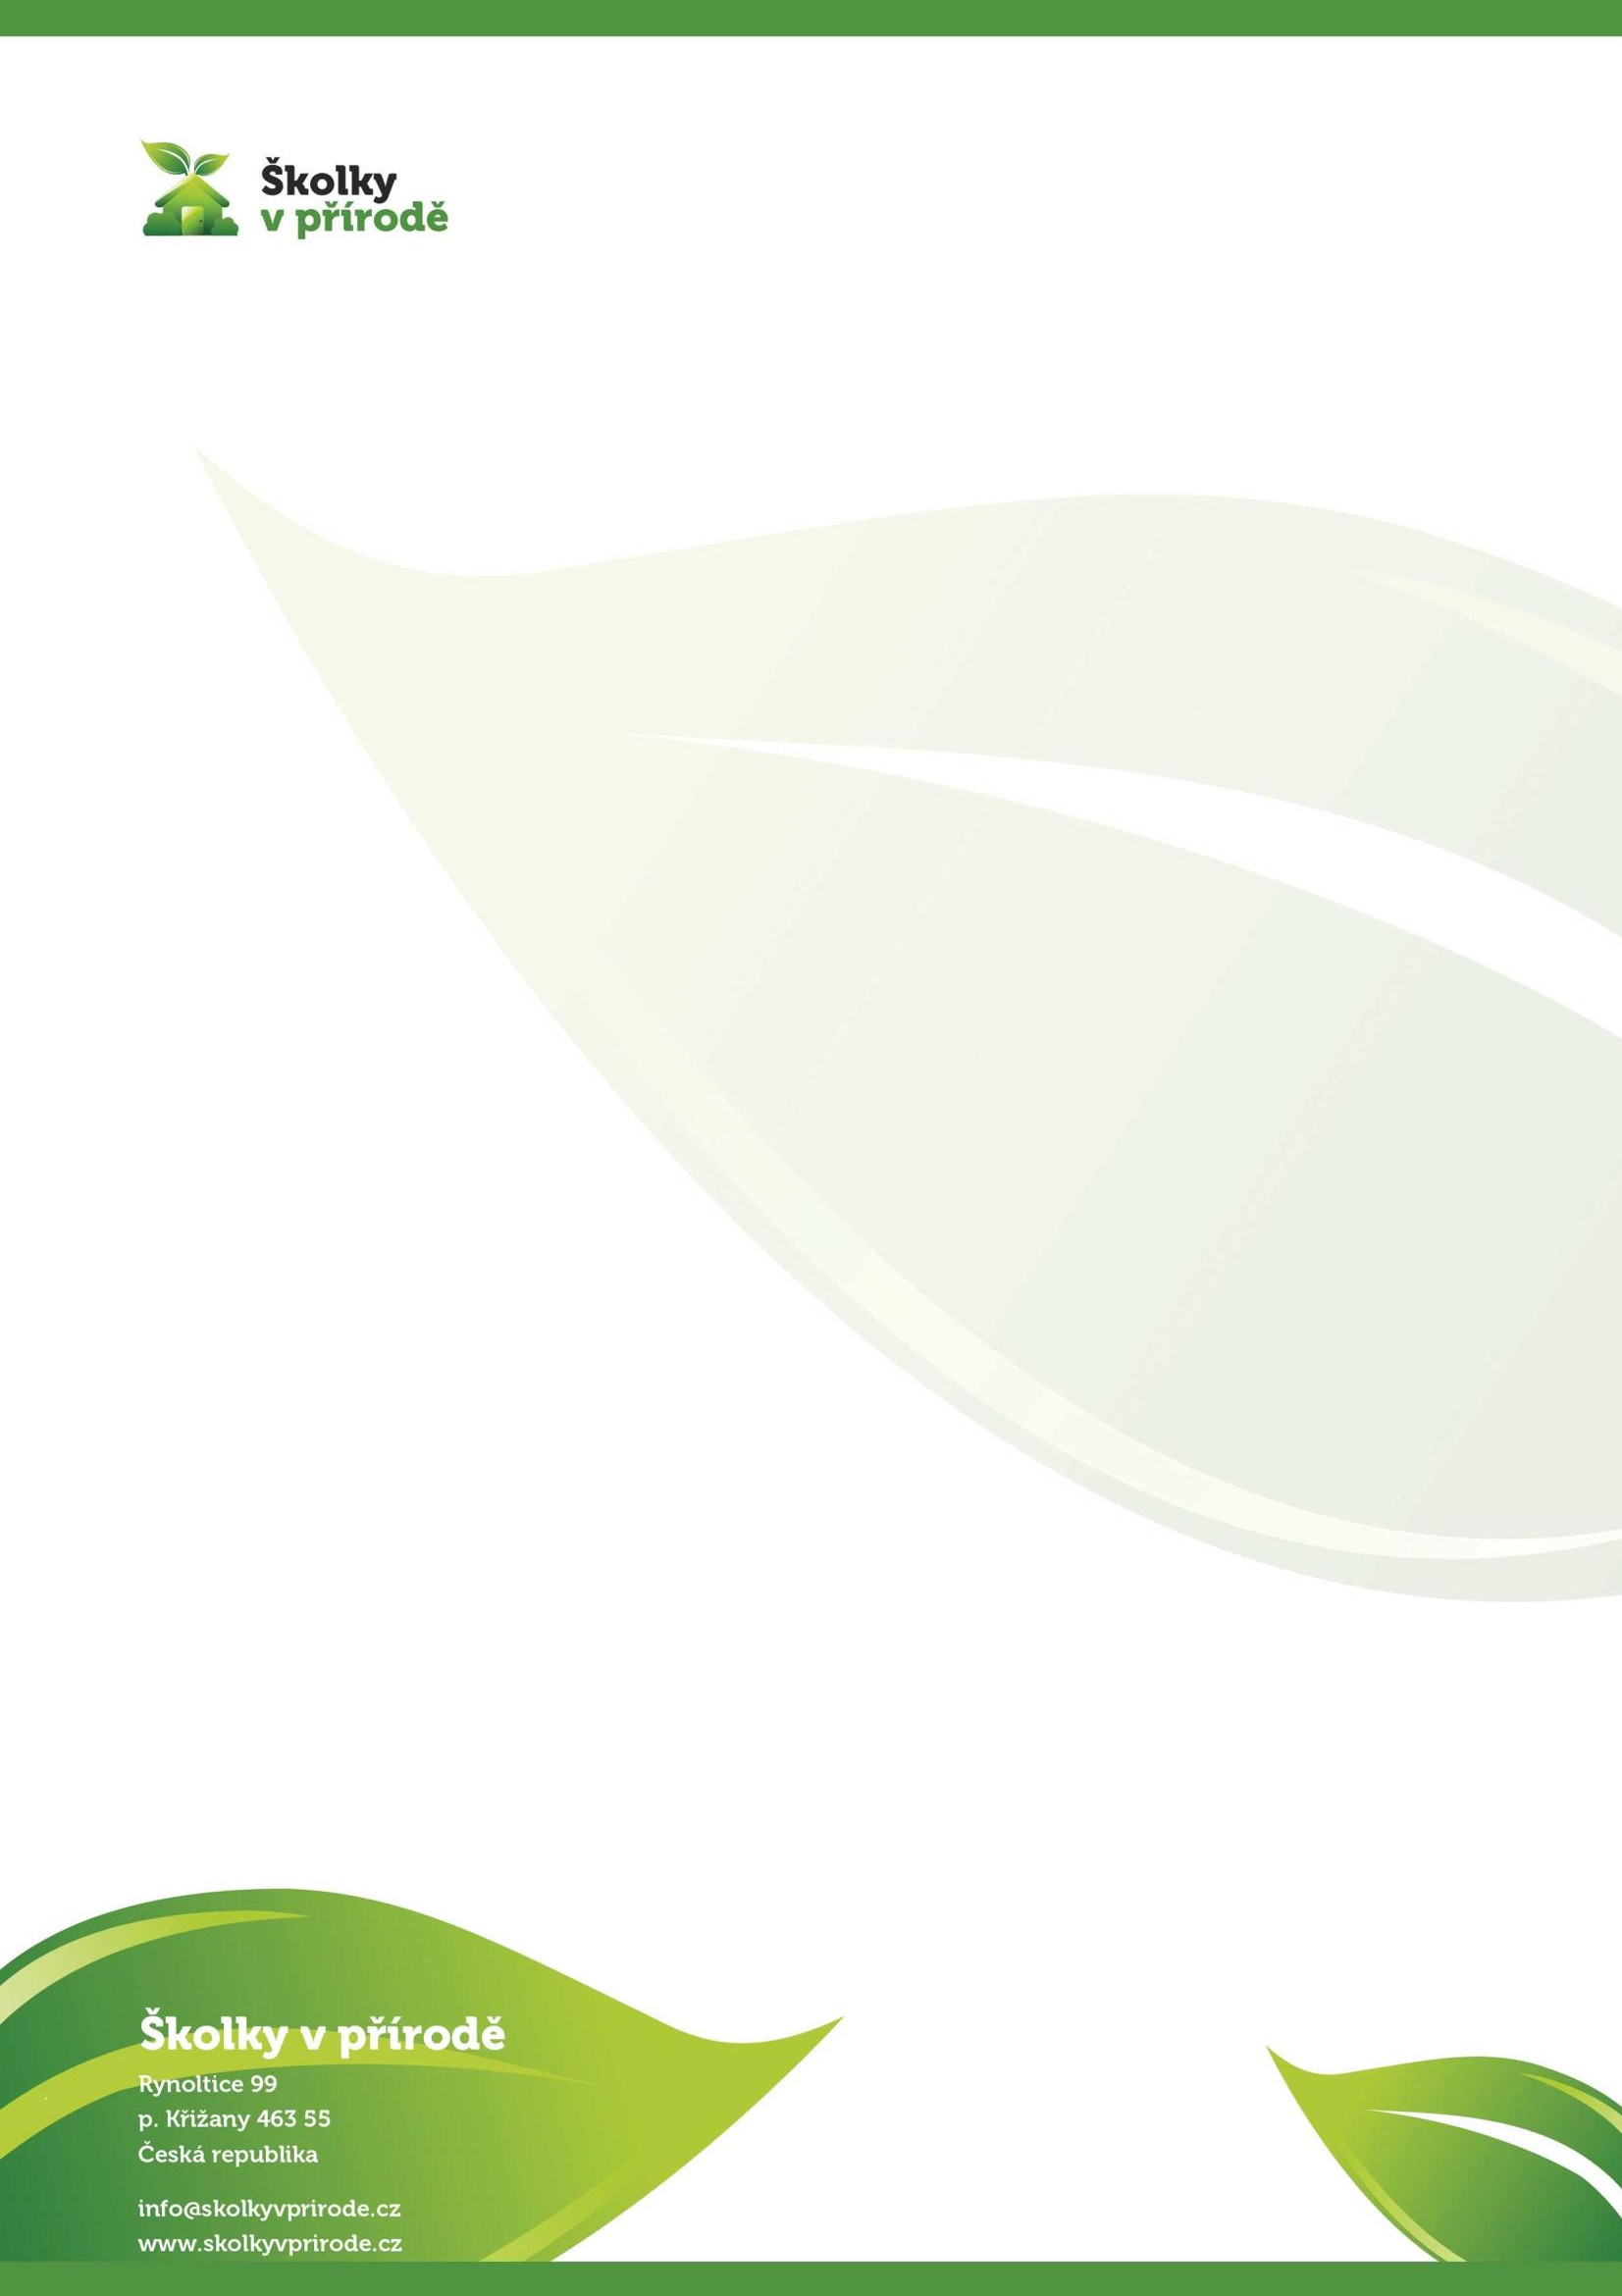 Školky
v přírodě
Školky v přírodě
Rynoltice 99
p. Křižany 463 55
Česká republika
info@skolkyvprirode.cz
www.skolkyvprirode.cz